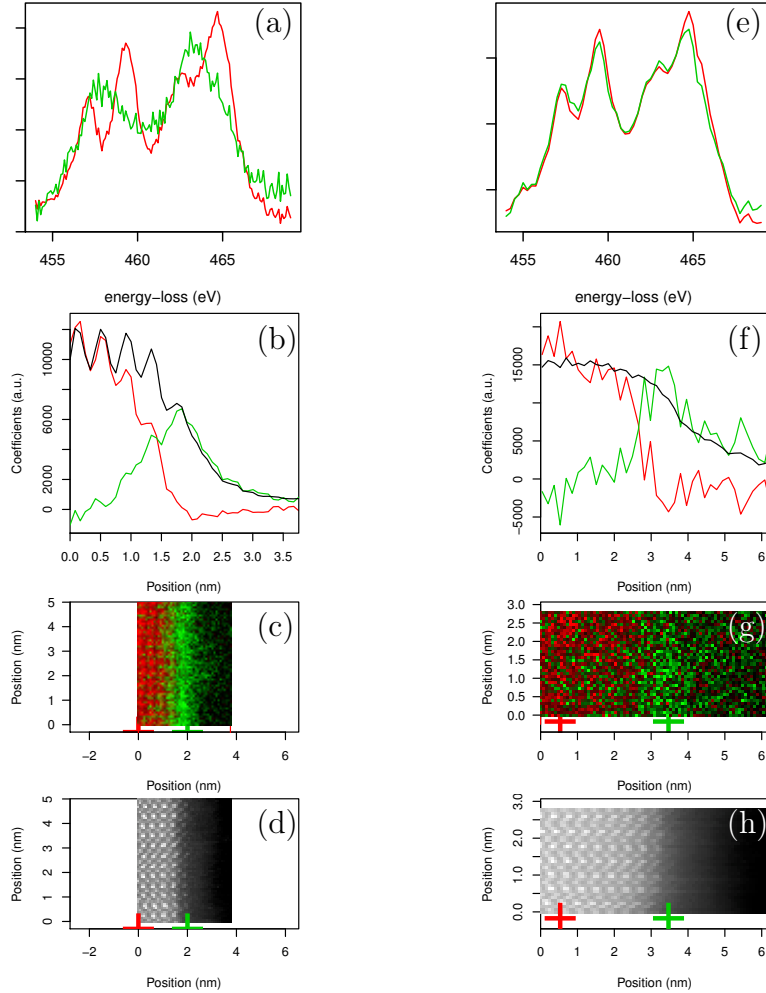 (a)
455 460 465
energy-loss (eV)
(b)
Coefficients (a.u.)
0 2000 6000 10000
0.0 0.5 1.0 1.5 2.0 2.5 3.0 3.5
Position (nm)
(c)
Position (nm)
0 1 2 3 4 5
-2 0 2 4 6
Position (nm)
(d)
Position (nm)
0 1 2 3 4 5
-2 0 2 4 6
Position (nm)
(e)
455 460 465
energy-loss (eV)
(f)
Coefficients (a.u.)
-5000 0 5000 15000
0 1 2 3 4 5 6
Position (nm)
(g)
Position (nm)
0.0 0.5 1.0 1.5 2.0 2.5 3.0
0 1 2 3 4 5 6
Position (nm)
(h)
Position (nm)
0.0 1.0 2.0 3.0
0 1 2 3 4 5 6
Position (nm)